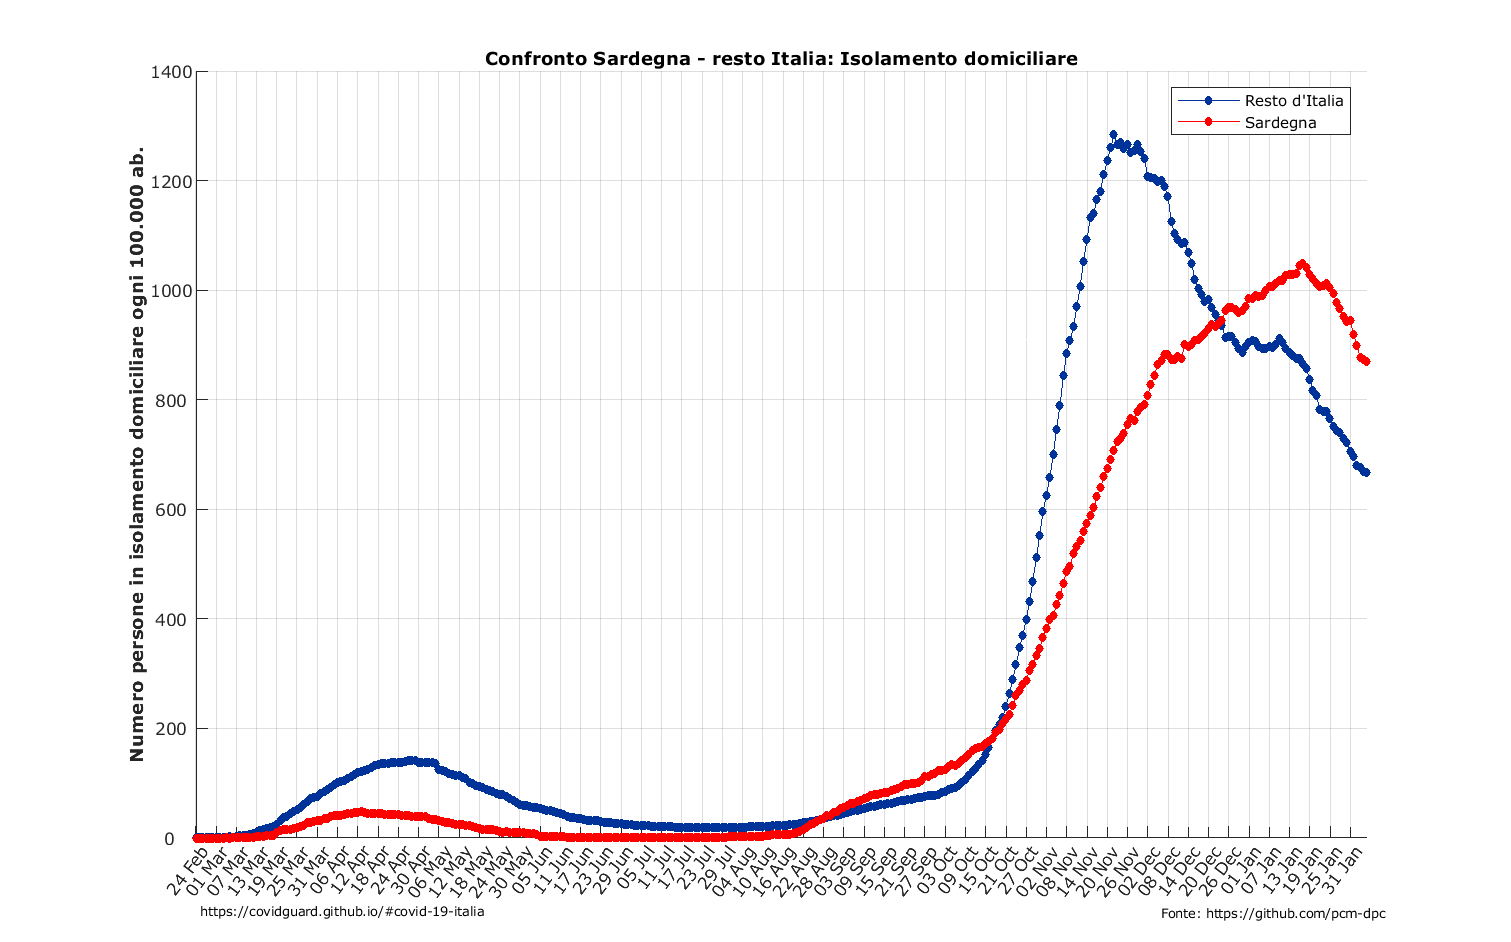 Confronto Sardegna - resto Italia: Isolamento domiciliare
Resto d'Italia
Sardegna
Numero persone in isolamento domiciliare ogni 100.000 ab.
1400
1200
1000
800
600
400
200
0
24 Feb
01 Mar
07 Mar
13 Mar
19 Mar
25 Mar
31 Mar
06 Apr
12 Apr
18 Apr
24 Apr
30 Apr
06 May
12 May
18 May
24 May
30 May
05 Jun
11 Jun
17 Jun
23 Jun
29 Jun
05 Jul
11 Jul
17 Jul
23 Jul
29 Jul
04 Aug
10 Aug
16 Aug
22 Aug
28 Aug
03 Sep
09 Sep
15 Sep
21 Sep
27 Sep
03 Oct
09 Oct
15 Oct
21 Oct
27 Oct
02 Nov
08 Nov
14 Nov
20 Nov
26 Nov
02 Dec
08 Dec
14 Dec
20 Dec
26 Dec
01 Jan
07 Jan
13 Jan
19 Jan
25 Jan
31 Jan
https://covidguard.github.io/#covid-19-italia
Fonte: https://github.com/pcm-dpc